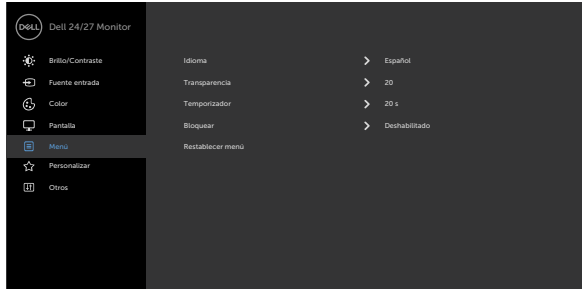 DELL Dell 24/27 Monitor
Brillo/Contraste Idioma Español
Fuente entrada Transparencia 20
Color Temporizador 20 s
Pantalla Bloquear Deshabilitado
Menú Restablecer menú
Personalizar
Otros